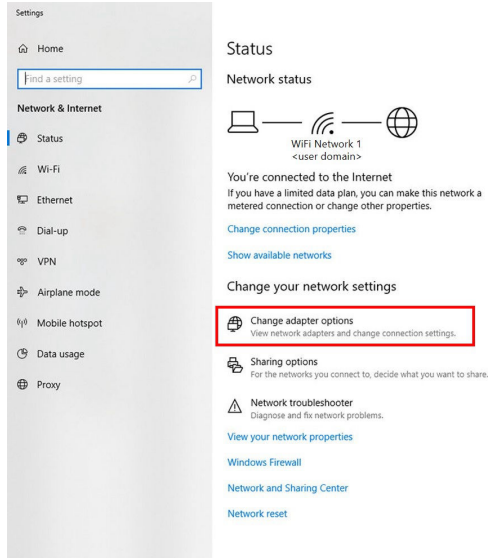 Settings
Home
Find a setting
Network & Internet
Status
Wi-Fi
Ethernet
Dial-up
VPN
Airplane mode
Mobile hotspot
Data usage
Proxy
Status
Network status
WiFi Network 1
<user domain>
You're connected to the Internet
If you have a limited data plan, you can make this network a
metered connection or change other properties.
Change connection properties
Show available networks
Change your network settings
Change adapter options
View network adapters and change connection settings.
Sharing options
For the networks you connect to, decide what you want to share.
Network troubleshooter
Diagnose and fix network problems.
View your network properties
Windows Firewall
Network and Sharing Center
Network reset